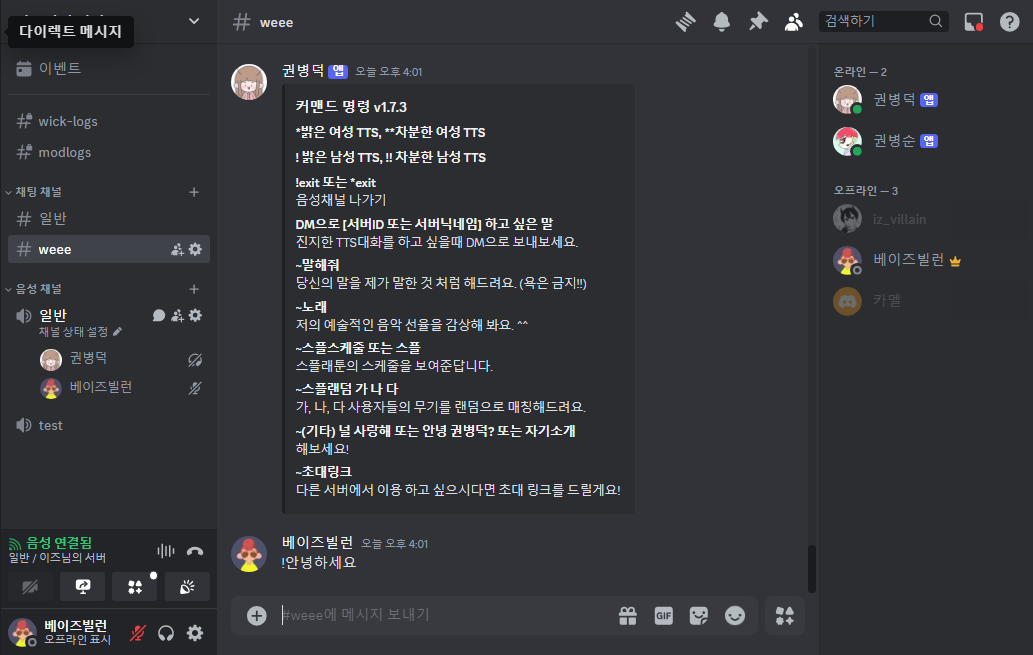 다이렉트 메시지
이벤트
wick-logs
modlogs
채팅 채널
일반
weee
음성 채널
일반
채널 상태 설정
권병덕
베이즈빌런
test
음성 연결됨
일반 / 이즈님의 서버
베이즈빌런
오프라인 표시
weee
검색하기
권병덕 앱 오늘 오후 4:01
커맨드 명령 v1.7.3
*밝은 여성 TTS, **차분한 여성 TTS
! 밝은 남성 TTS, !! 차분한 남성 TTS
!exit 또는 *exit
음성채널 나가기
DM으로 [서버ID 또는 서버닉네임] 하고 싶은 말
진지한 TTS대화를 하고 싶을때 DM으로 보내보세요.
~말해줘
당신의 말을 제가 말한 것 처럼 해드려요. (욕은 금지!!)
~노래
저의 예술적인 음악 선율을 감상해 봐요. ^^
~스플스케줄 또는 스플
스플래툰의 스케줄을 보여준답니다.
~스플랜덤 가 나 다
가, 나, 다 사용자들의 무기를 랜덤으로 매칭해드려요.
~(기타) 널 사랑해 또는 안녕 권병덕? 또는 자기소개
해보세요!
~초대링크
다른 서버에서 이용 하고 싶으시다면 초대 링크를 드릴게요!
베이즈빌런 오늘 오후 4:01
!안녕하세요
#weee에 메시지 보내기
GIF
온라인 — 2
권병덕 앱
권병순 앱
오프라인 — 3
iz_villain
베이즈빌런
카멜